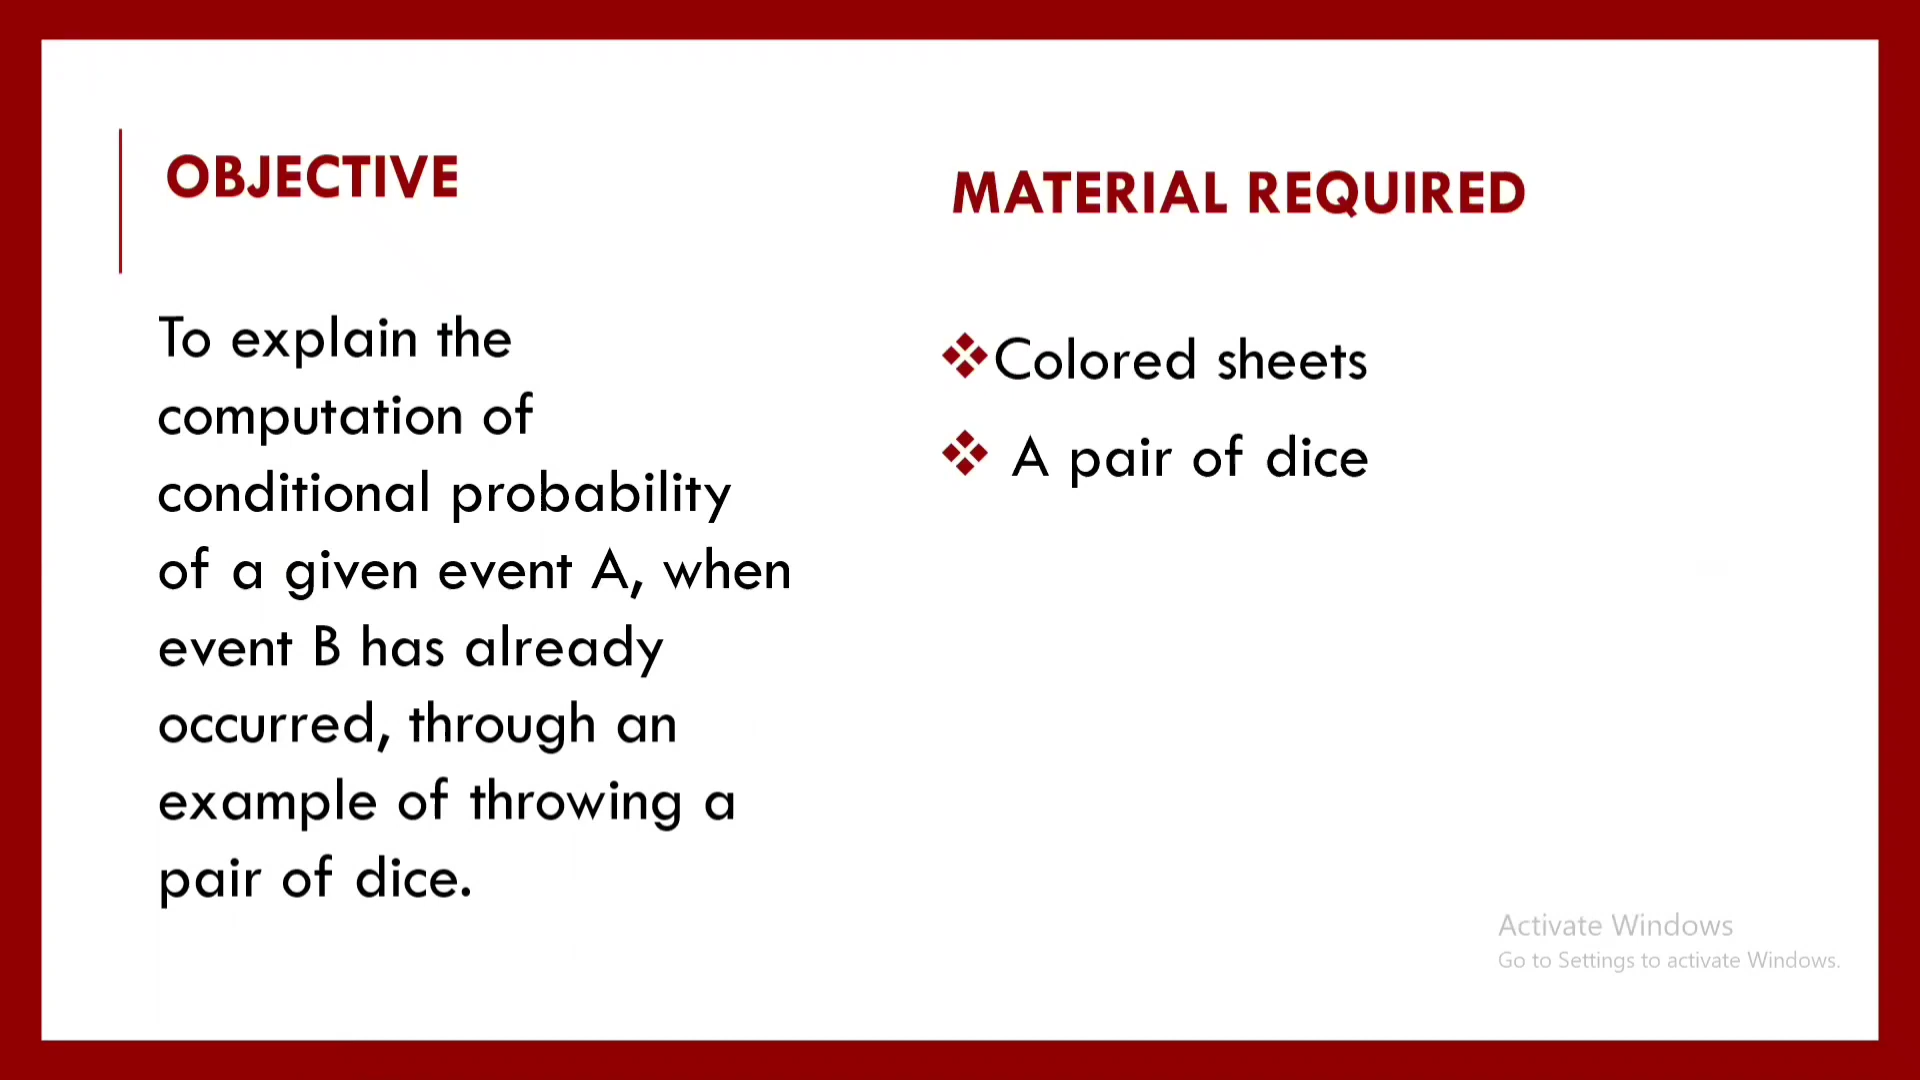 OBJECTIVE
To explain the
computation of
conditional probability
of a given event A, when
event B has already
occurred, through an
example of throwing a
pair of dice.
MATERIAL REQUIRED
❖Colored sheets
❖ A pair of dice
Activate Windows
Go to Settings to activate Windows.